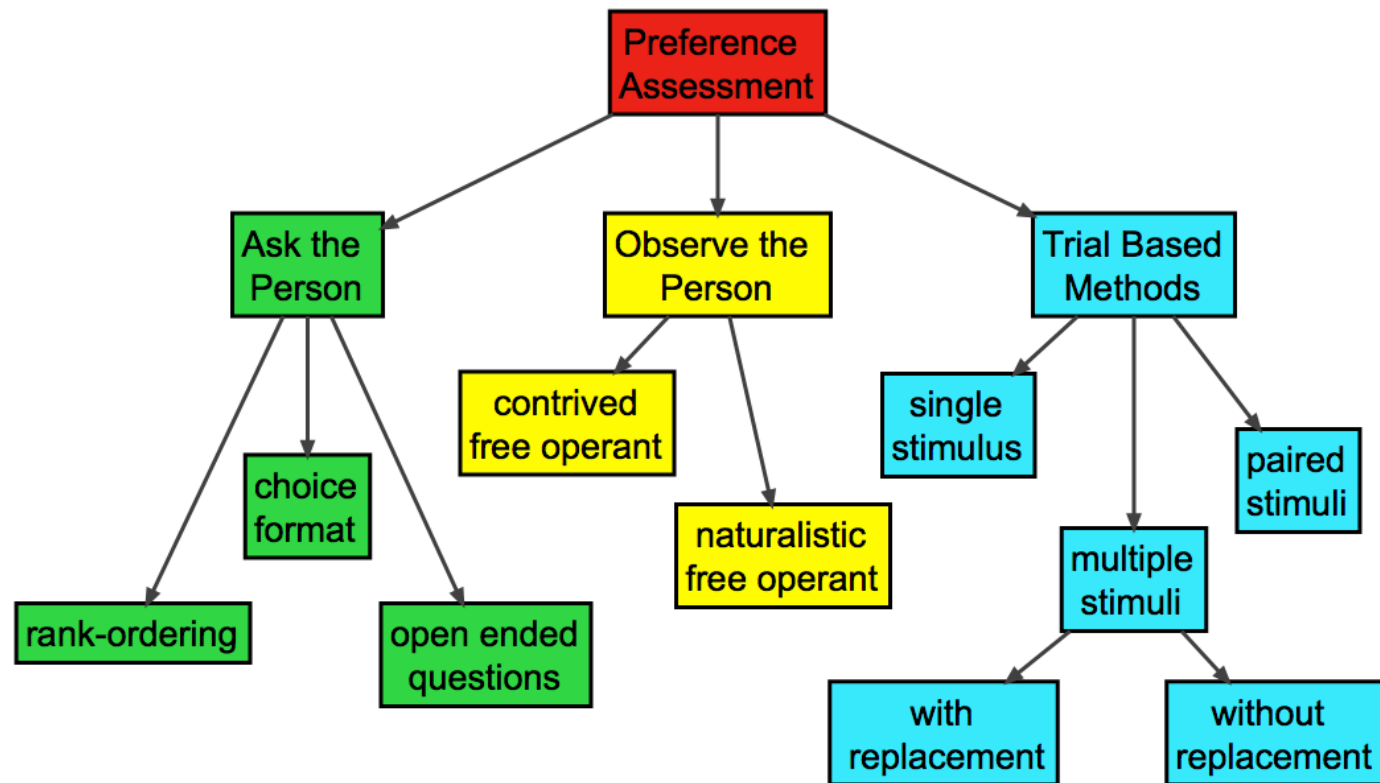 Preference
Assessment
Ask the
Person
Observe the
Person
Trial Based
Methods
contrived
free operant
single
stimulus
paired
stimuli
choice
format
naturalistic
free operant
multiple
stimuli
rank-ordering
open ended
questions
with
replacement
without
replacement